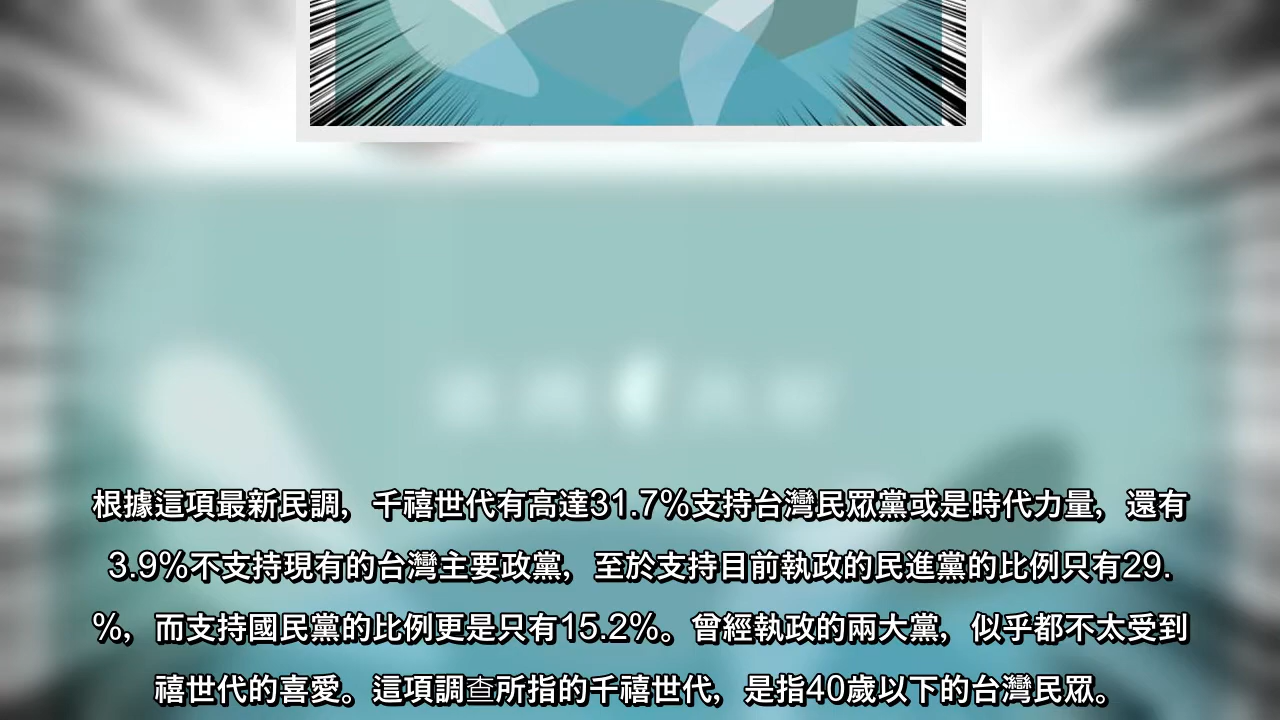 根據這項最新民調，千禧世代有高達31.7%支持台灣民眾黨或是時代力量，還有
3.9%不支持現有的台灣主要政黨，至於支持目前執政的民進黨的比例只有29.
%，而支持國民黨的比例更是只有15.2%。曾經執政的兩大黨，似乎都不太受到
禧世代的喜愛。這項調查所指的千禧世代，是指40歲以下的台灣民眾。